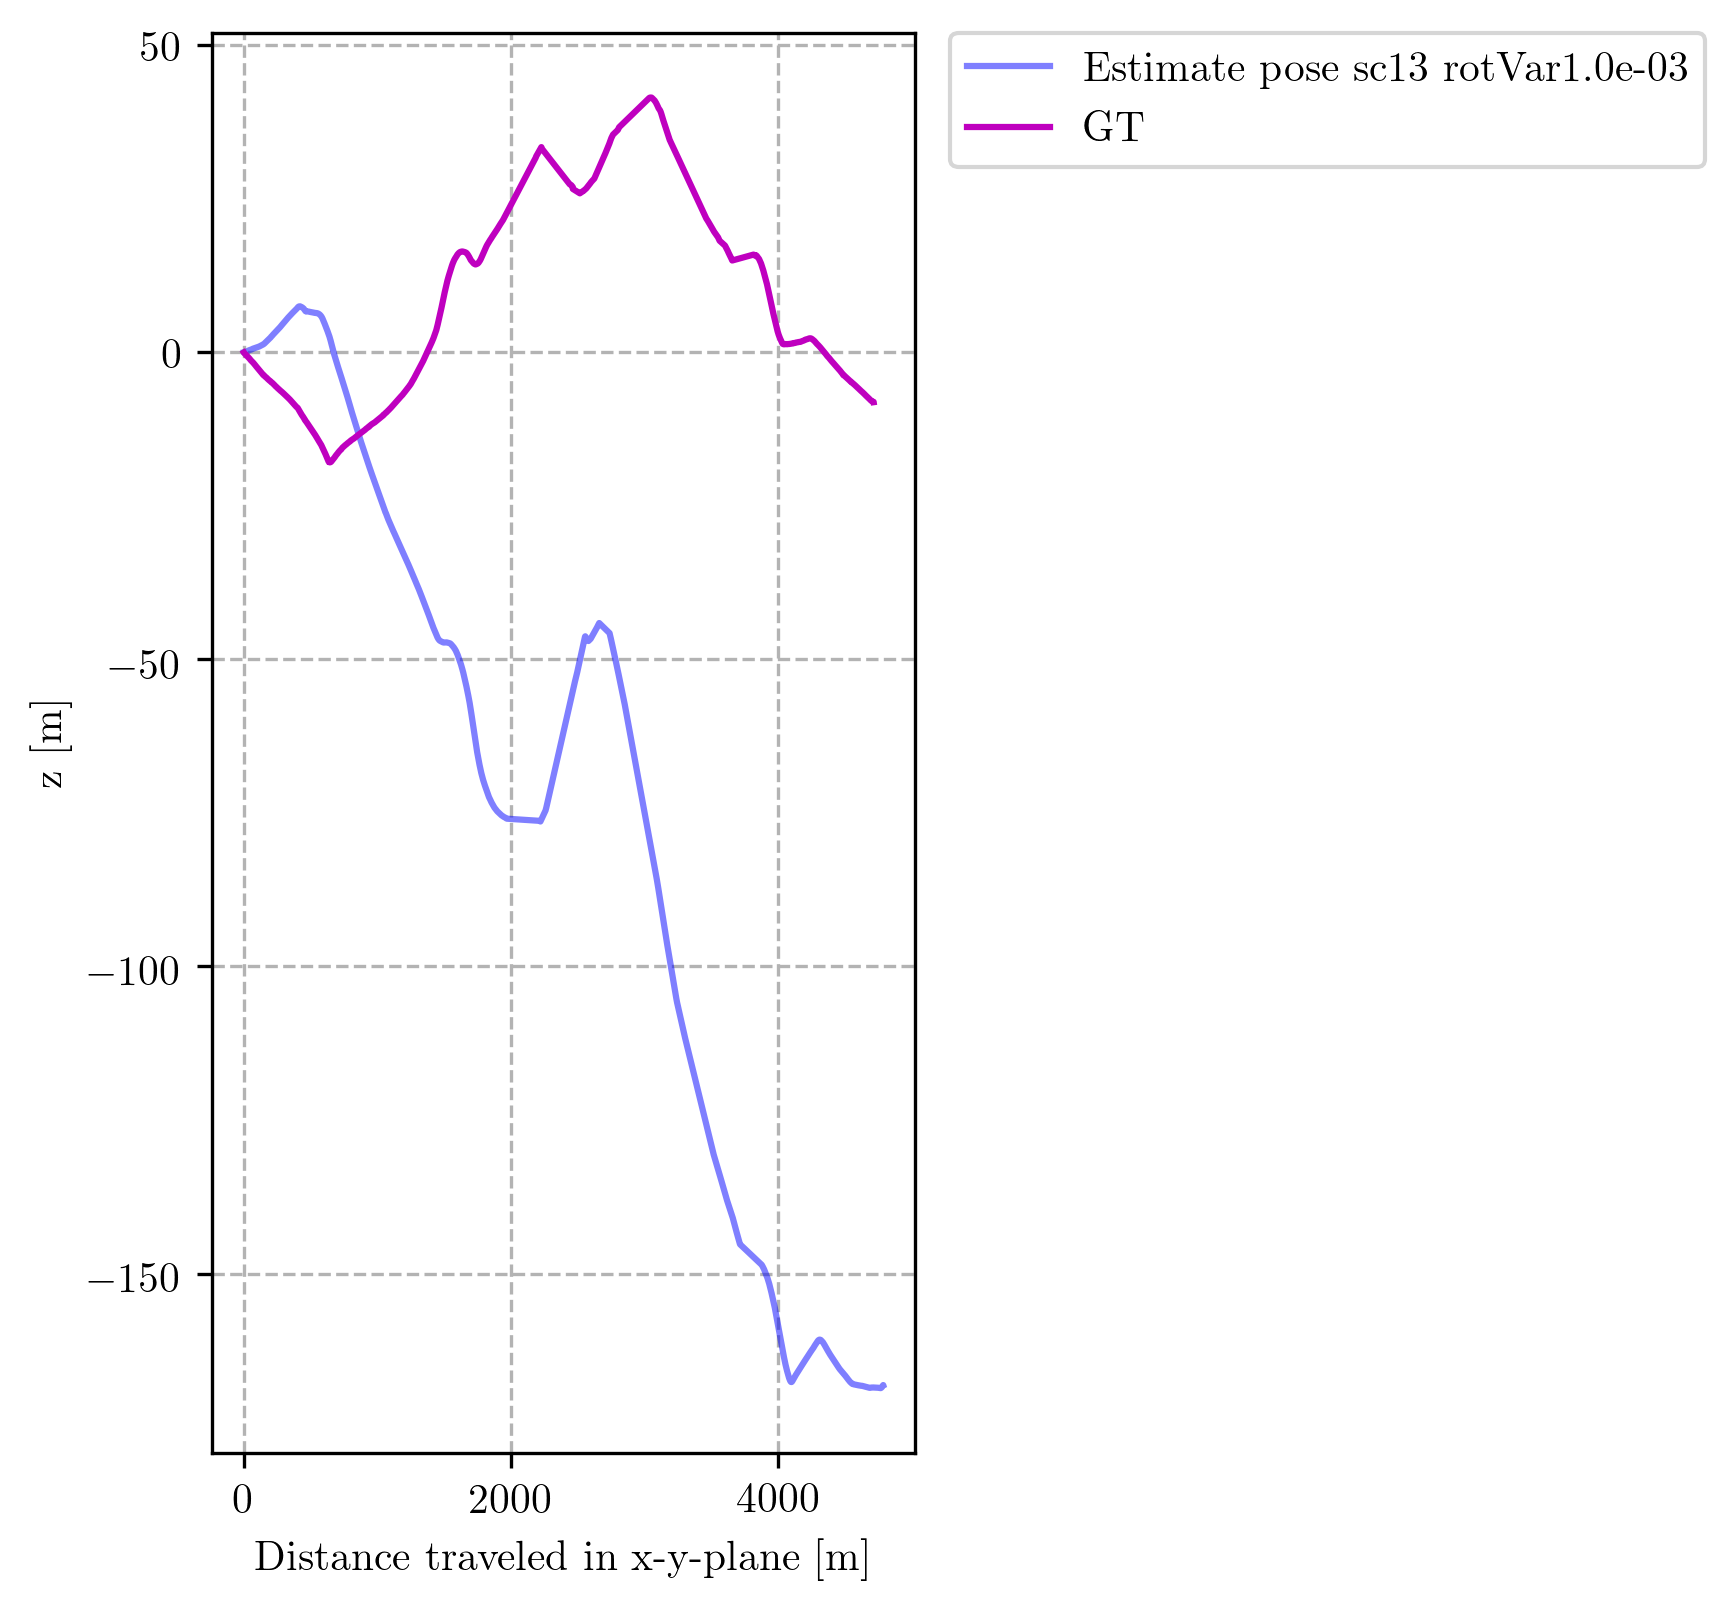 Estimate pose sc13 rotVar1.0e-03
GT
50
0
−50
−100
−150
z [m]
0 2000 4000
Distance traveled in x-y-plane [m]